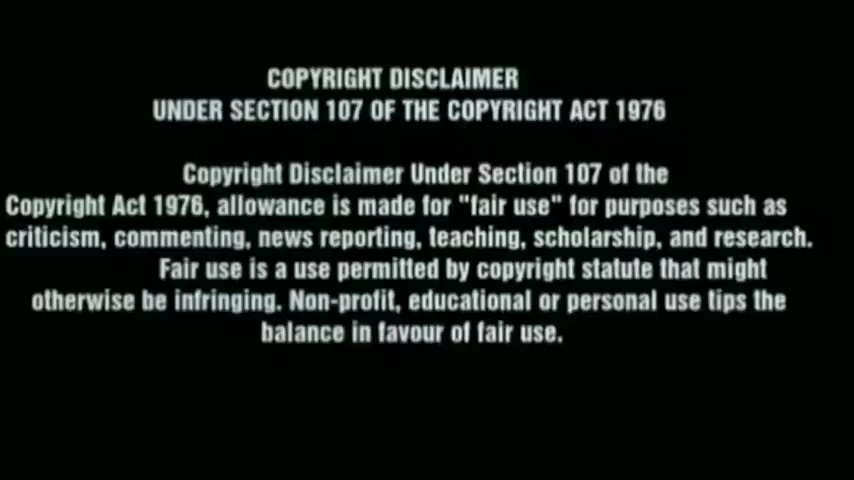 COPYRIGHT DISCLAIMER
UNDER SECTION 107 OF THE COPYRIGHT ACT 1976
Copyright Disclaimer Under Section 107 of the
Copyright Act 1976, allowance is made for "fair use" for purposes such as
criticism, commenting, news reporting, teaching, scholarship, and research.
Fair use is a use permitted by copyright statute that might
otherwise be infringing. Non-profit, educational or personal use tips the
balance in favour of fair use.